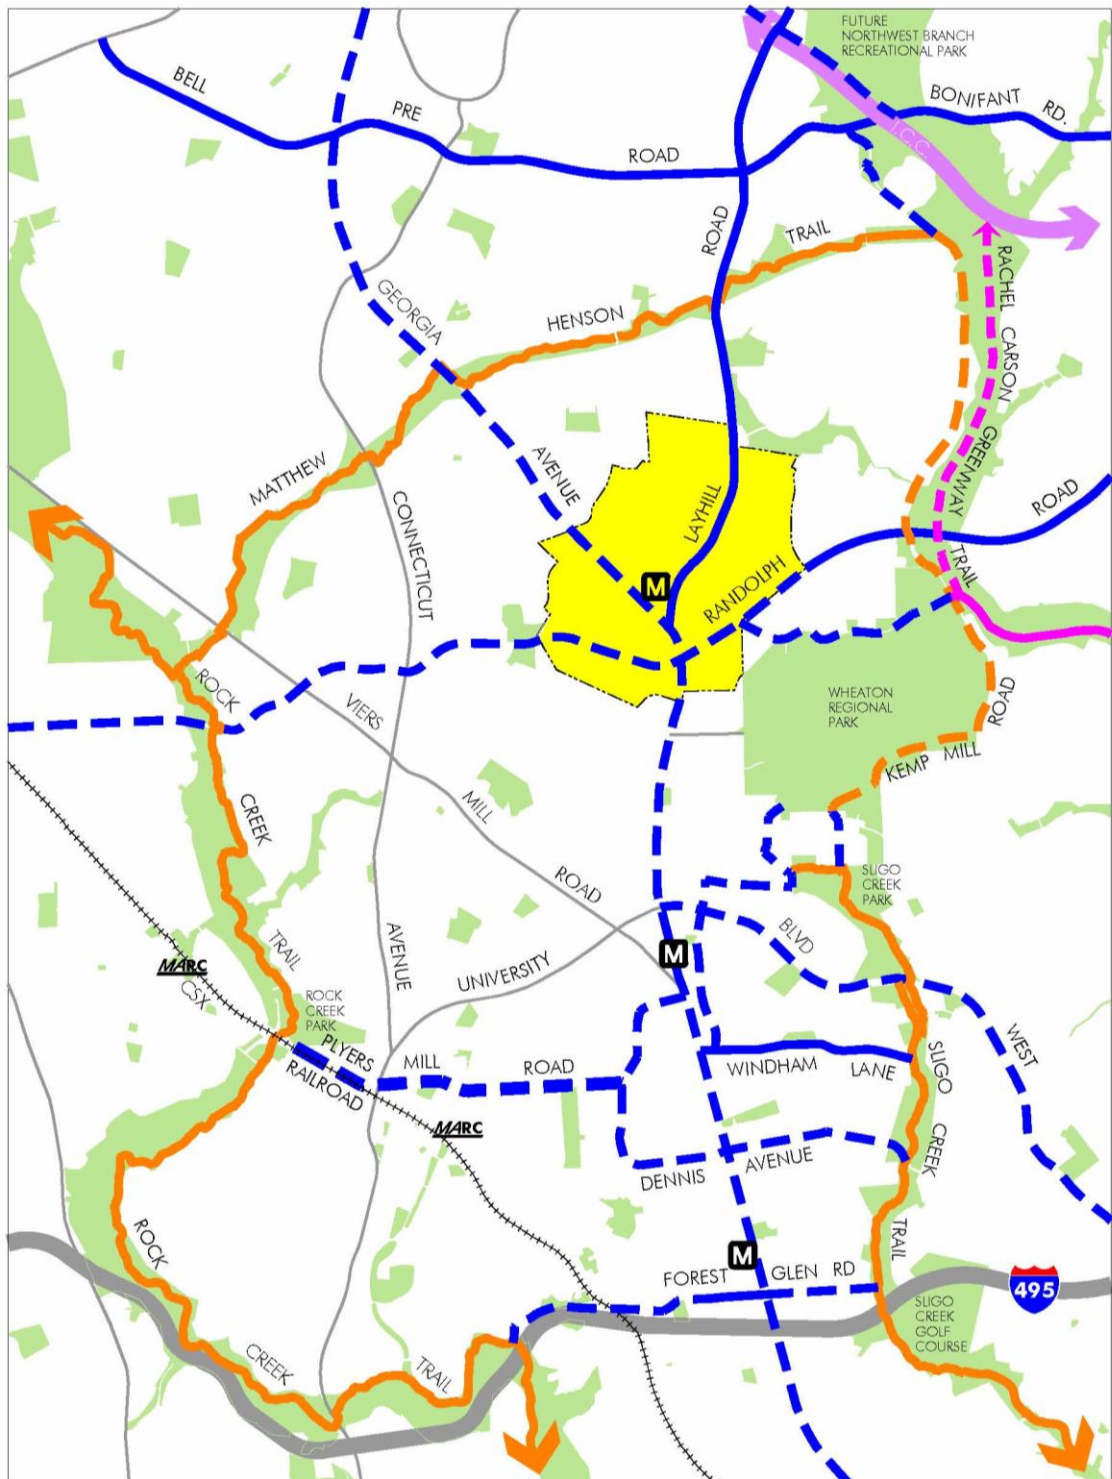 FUTURE
NORTHWEST BRANCH
RECREATIONAL PARK
BELL
PRE
ROAD
BONIFANT
RD.
I.C.C.
ROAD
TRAIL
HENSON
MATTHEW
GEORGIA
AVENUE
RACHEL
CARSON
GREENWAY
TRAIL
ROAD
LAYHILL
RANDOLPH
M
CONNECTICUT
ROCK
VIERS
MILL
ROAD
WHEATON
REGIONAL
PARK
ROAD
KEMP
MILL
CREEK
TRAIL
SLIGO
CREEK
PARK
BLVD
M
UNIVERSITY
AVENUE
MARC
CSX
ROCK
CREEK
PARK
PLYERS
MILL
ROAD
RAILROAD
MARC
WINDHAM
LANE
WEST
SLIGO
CREEK
TRAIL
DENNIS
AVENUE
M
FOREST
GLEN
RD
495
SLIGO
CREEK
GOLF
COURSE
ROCK
CREEK
TRAIL